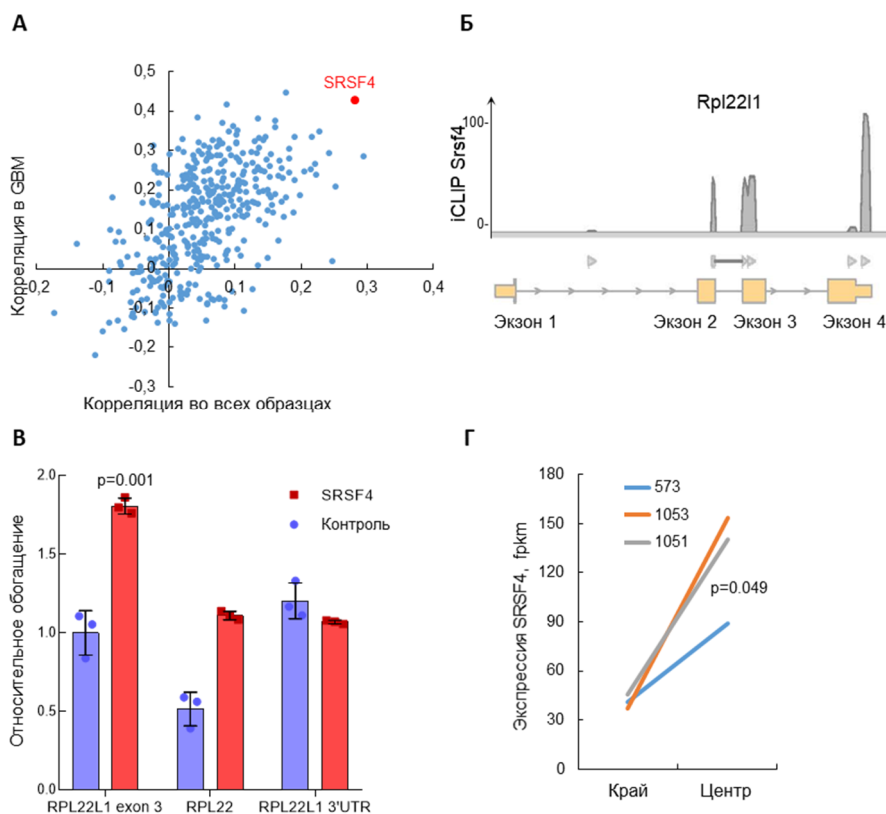 А
SRSF4
0,5
0,4
0,3
0,2
0,1
0
-0,1
-0,2
-0,3
0,2
-0,1
0
0,1
0,2
0,3
0,4
Корреляция в GBM
Корреляция во всех образцах
Б
Rpl22l1
100-
0-
iCLIP Srsf4
Экзон 1
Экзон 2
Экзон 3
Экзон 4
В
p=0.001
SRSF4
Контроль
2.0
1.5
1.0
0.5
0.0
Относительное обогащение
RPL22L1 exon 3
RPL22
RPL22L1 3'UTR
Г
180
150
120
90
60
30
0
573
1053
1051
p=0.049
Экспрессия SRSF4, fpkm
Край
Центр